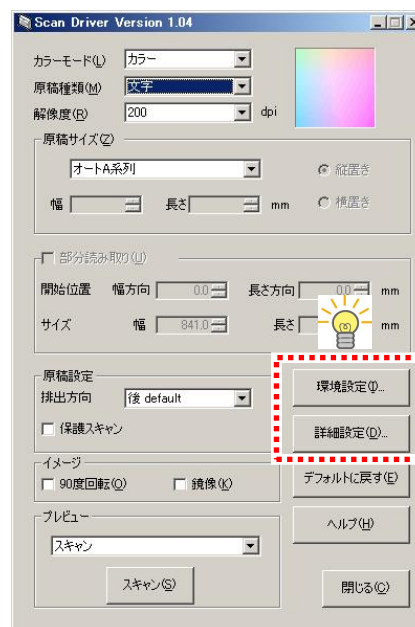 Scan Driver Version 1.04
カラーモード(L) カラー
原稿種類(M) 文字
解像度(R) 200 dpi
原稿サイズ(Z)
オートA系列
縦置き
幅 長さ mm 横置き
部分読み取り(U)
開始位置 幅方向 0.0 長さ方向 0.0 mm
サイズ 幅 841.0 長さ mm
原稿設定
排出方向 後 default
環境設定(I)...
保護スキャン
詳細設定(D)...
イメージ
90度回転(O) 鏡像(K)
デフォルトに戻す(E)
プレビュー
ヘルプ(H)
スキャン
スキャン(S)
閉じる(C)